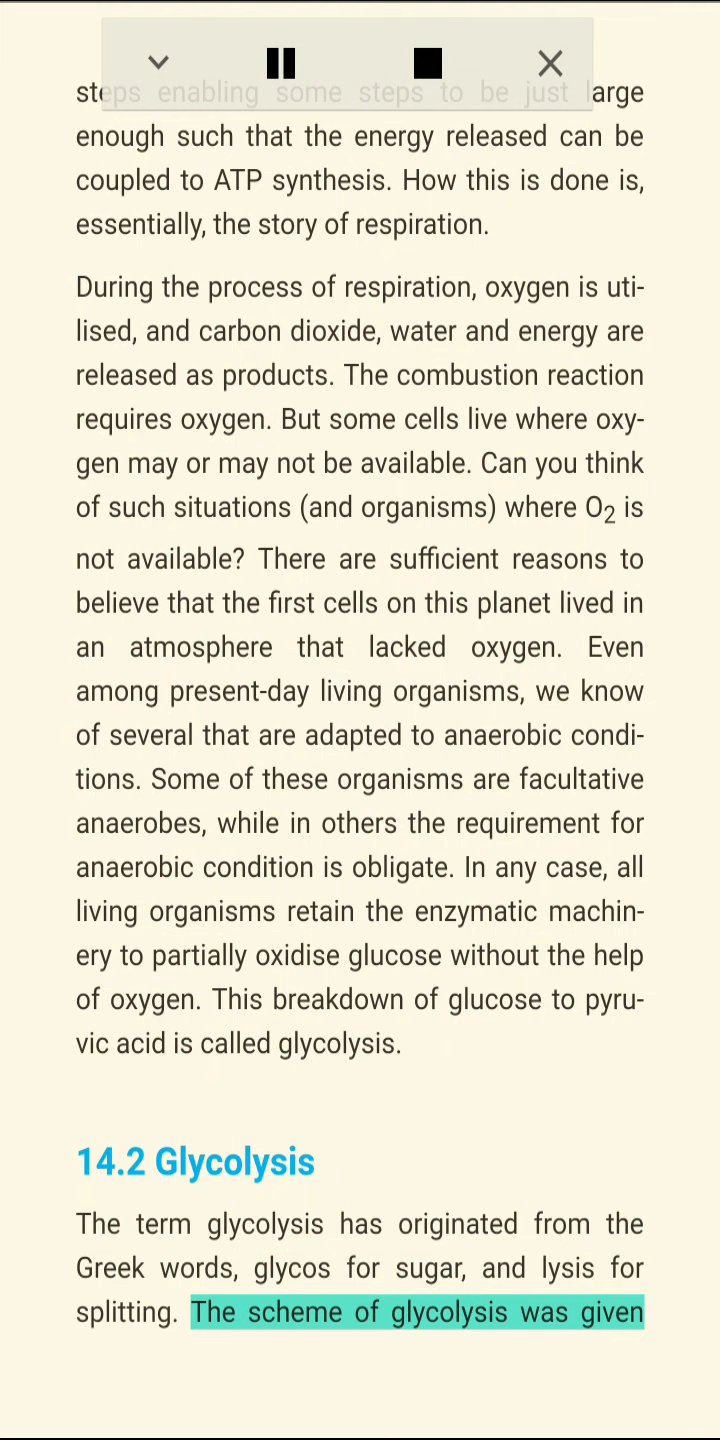 steps enabling some steps to be just large
enough such that the energy released can be
coupled to ATP synthesis. How this is done is,
essentially, the story of respiration.
During the process of respiration, oxygen is uti-
lised, and carbon dioxide, water and energy are
released as products. The combustion reaction
requires oxygen. But some cells live where oxy-
gen may or may not be available. Can you think
of such situations (and organisms) where O₂ is
not available? There are sufficient reasons to
believe that the first cells on this planet lived in
an atmosphere that lacked oxygen. Even
among present-day living organisms, we know
of several that are adapted to anaerobic condi-
tions. Some of these organisms are facultative
anaerobes, while in others the requirement for
anaerobic condition is obligate. In any case, all
living organisms retain the enzymatic machin-
ery to partially oxidise glucose without the help
of oxygen. This breakdown of glucose to pyru-
vic acid is called glycolysis.
14.2 Glycolysis
The term glycolysis has originated from the
Greek words, glycos for sugar, and lysis for
splitting. The scheme of glycolysis was given